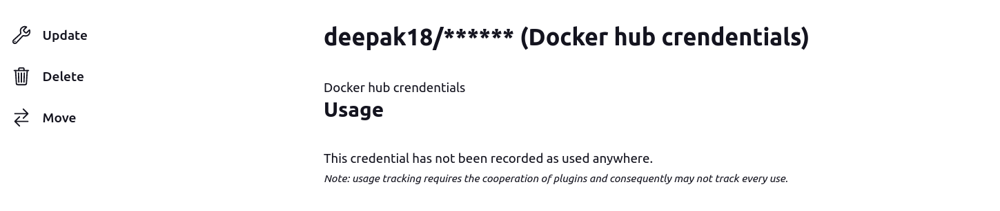 Update
Delete
Move
deepak18/****** (Docker hub crendentials)
Docker hub crendentials
Usage
This credential has not been recorded as used anywhere.
Note: usage tracking requires the cooperation of plugins and consequently may not track every use.